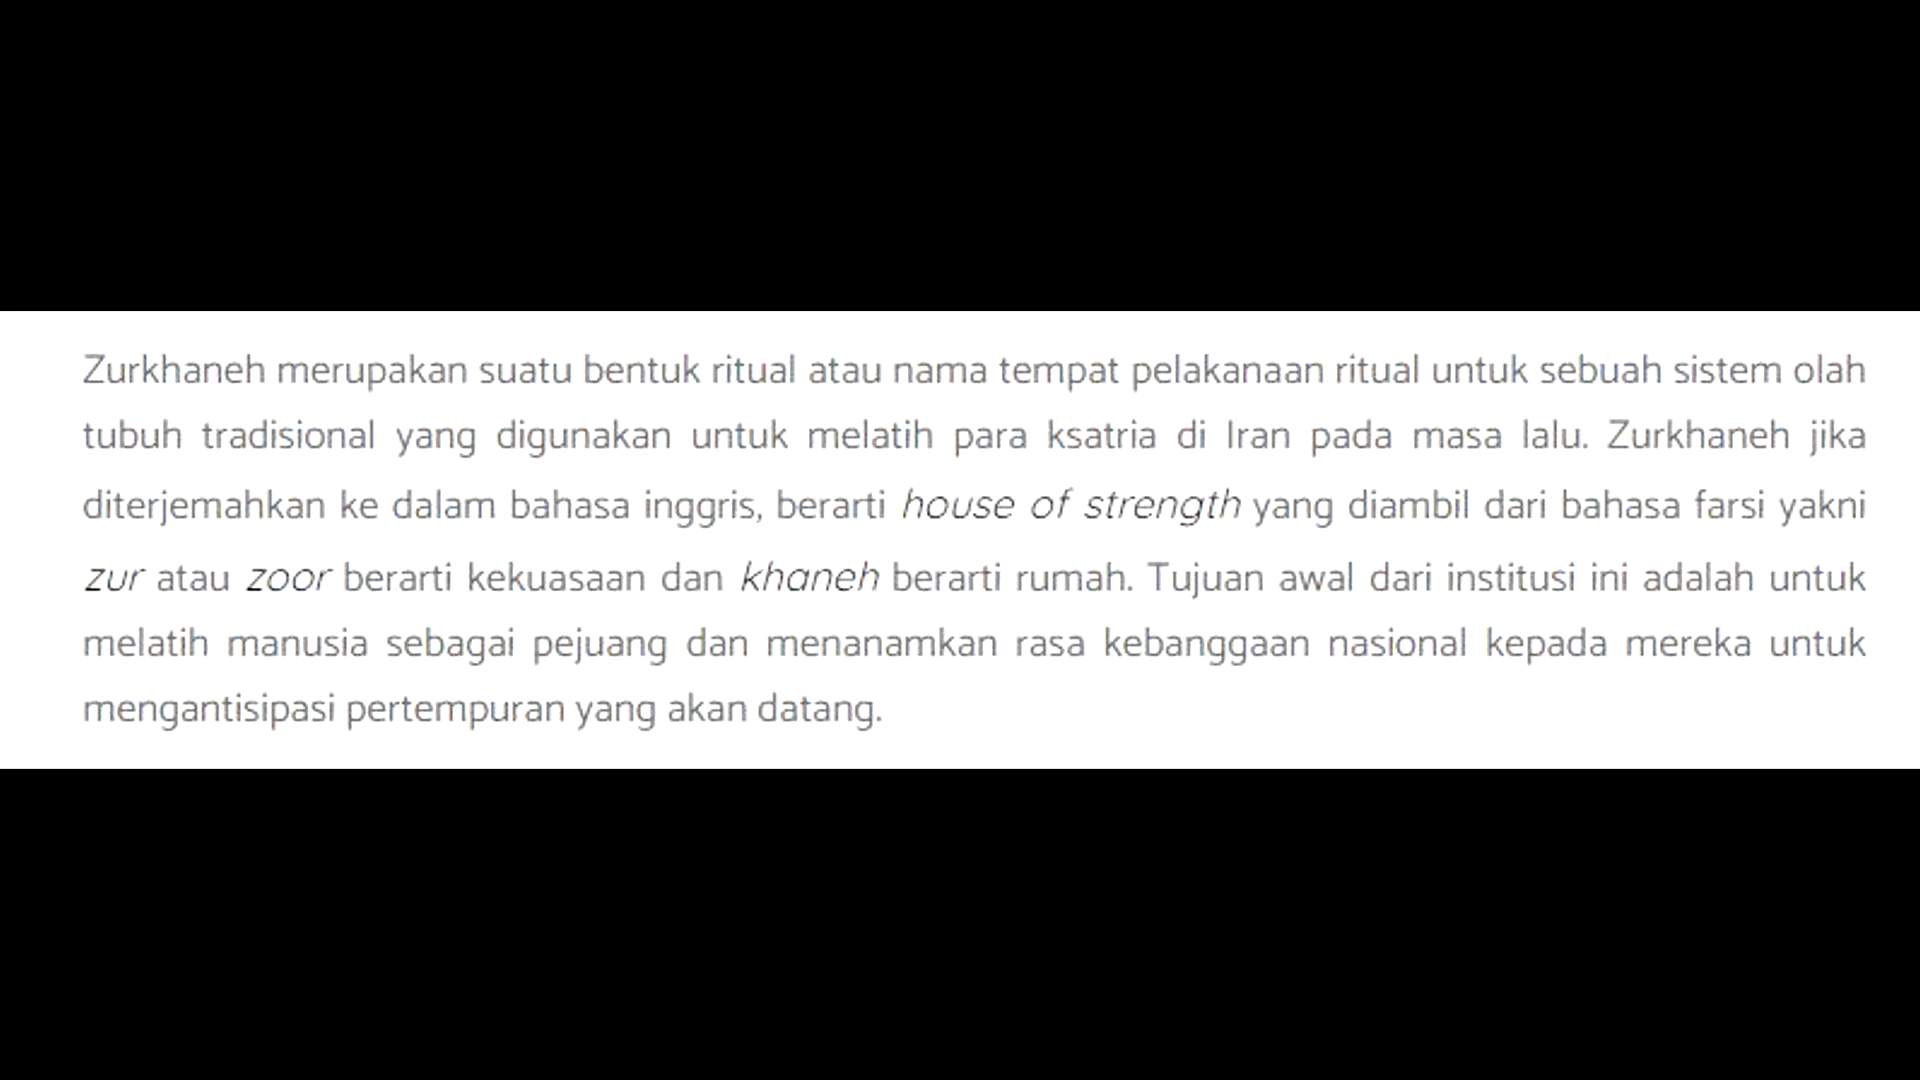 Zurkhaneh merupakan suatu bentuk ritual atau nama tempat pelakanaan ritual untuk sebuah sistem olah
tubuh tradisional yang digunakan untuk melatih para ksatria di Iran pada masa lalu. Zurkhaneh jika
diterjemahkan ke dalam bahasa inggris, berarti house of strength yang diambil dari bahasa farsi yakni
zur atau zoor berarti kekuasaan dan khaneh berarti rumah. Tujuan awal dari institusi ini adalah untuk
melatih manusia sebagai pejuang dan menanamkan rasa kebanggaan nasional kepada mereka untuk
mengantisipasi pertempuran yang akan datang.